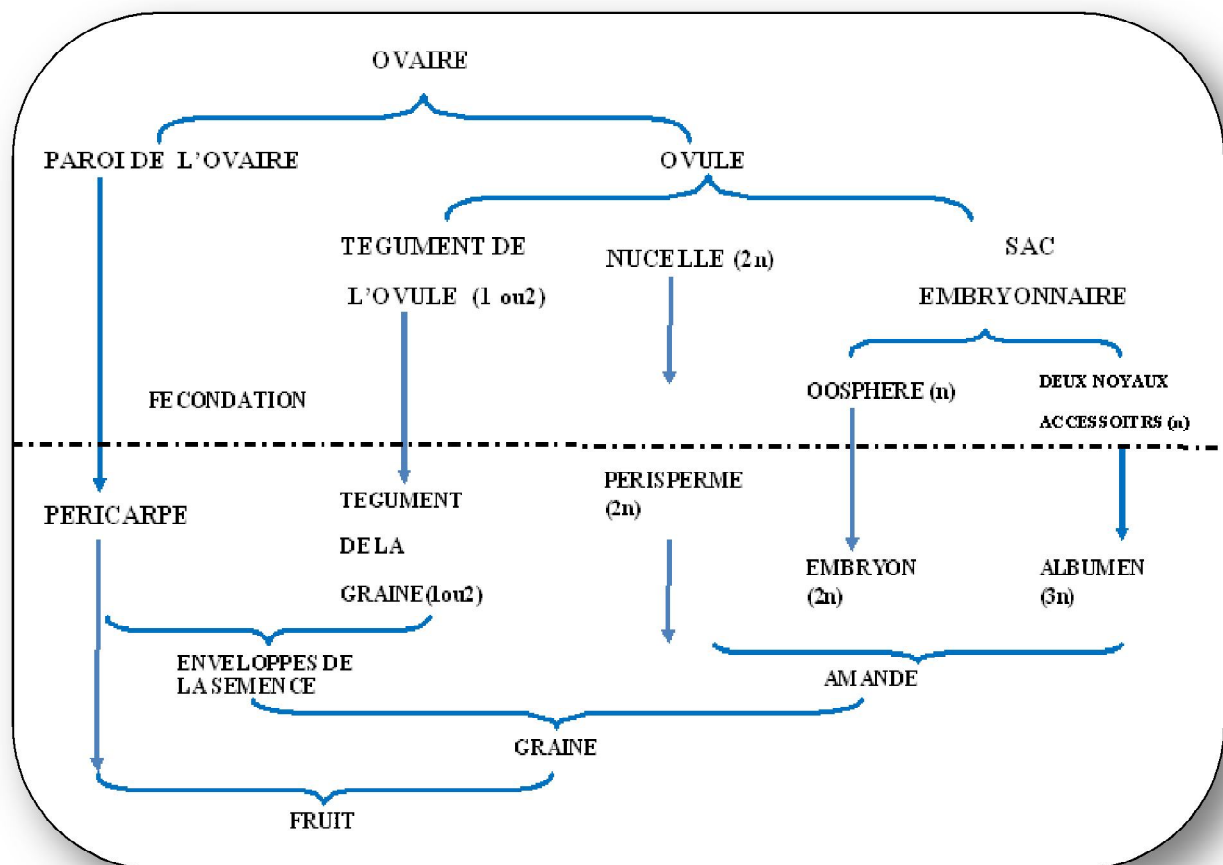 OVAIRE
PAROI DE L'OVAIRE
OVULE
TEGUMENT DE
L'OVULE (1 ou2)
NUCELLE (2n)
SAC
EMBRYONNAIRE
FECONDATION
OOSPHERE (n)
DEUX NOYAUX
ACCESSOITRS (n)
PERICARPE
TEGUMENT
DE LA
GRAINE(1ou2)
PERISPERME
(2n)
EMBRYON
(2n)
ALBUMEN
(3n)
ENVELOPPES DE
LA SEMENCE
AMANDE
GRAINE
FRUIT